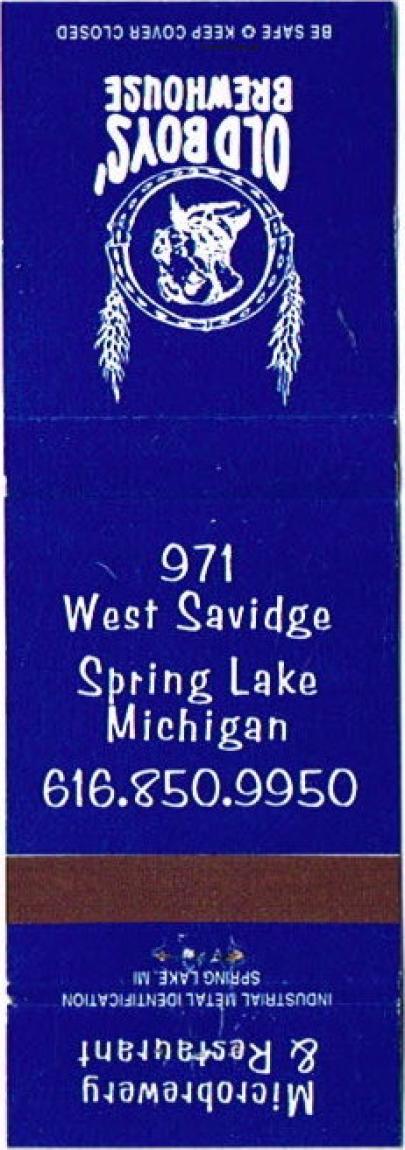 BE SAFE ✪ KEEP COVER CLOSED
OLD BOYS'
BREWHOUSE
971
West Savidge
Spring Lake
Michigan
616.850.9950
Microbrewery
& Restaurant
INDUSTRIAL METAL IDENTIFICATION
SPRING LAKE, MI